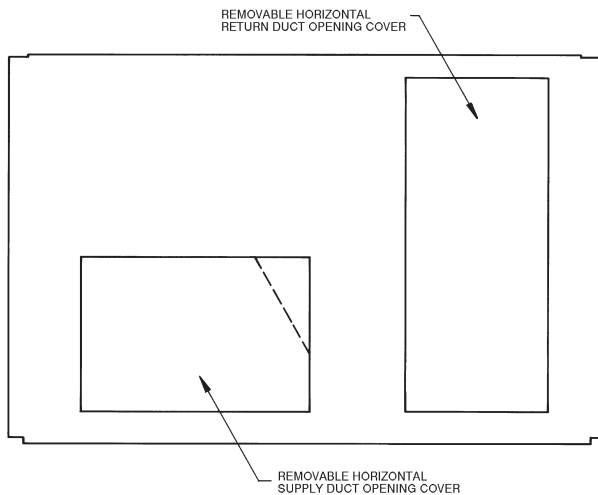 REMOVABLE HORIZONTAL
RETURN DUCT OPENING COVER
REMOVABLE HORIZONTAL
SUPPLY DUCT OPENING COVER